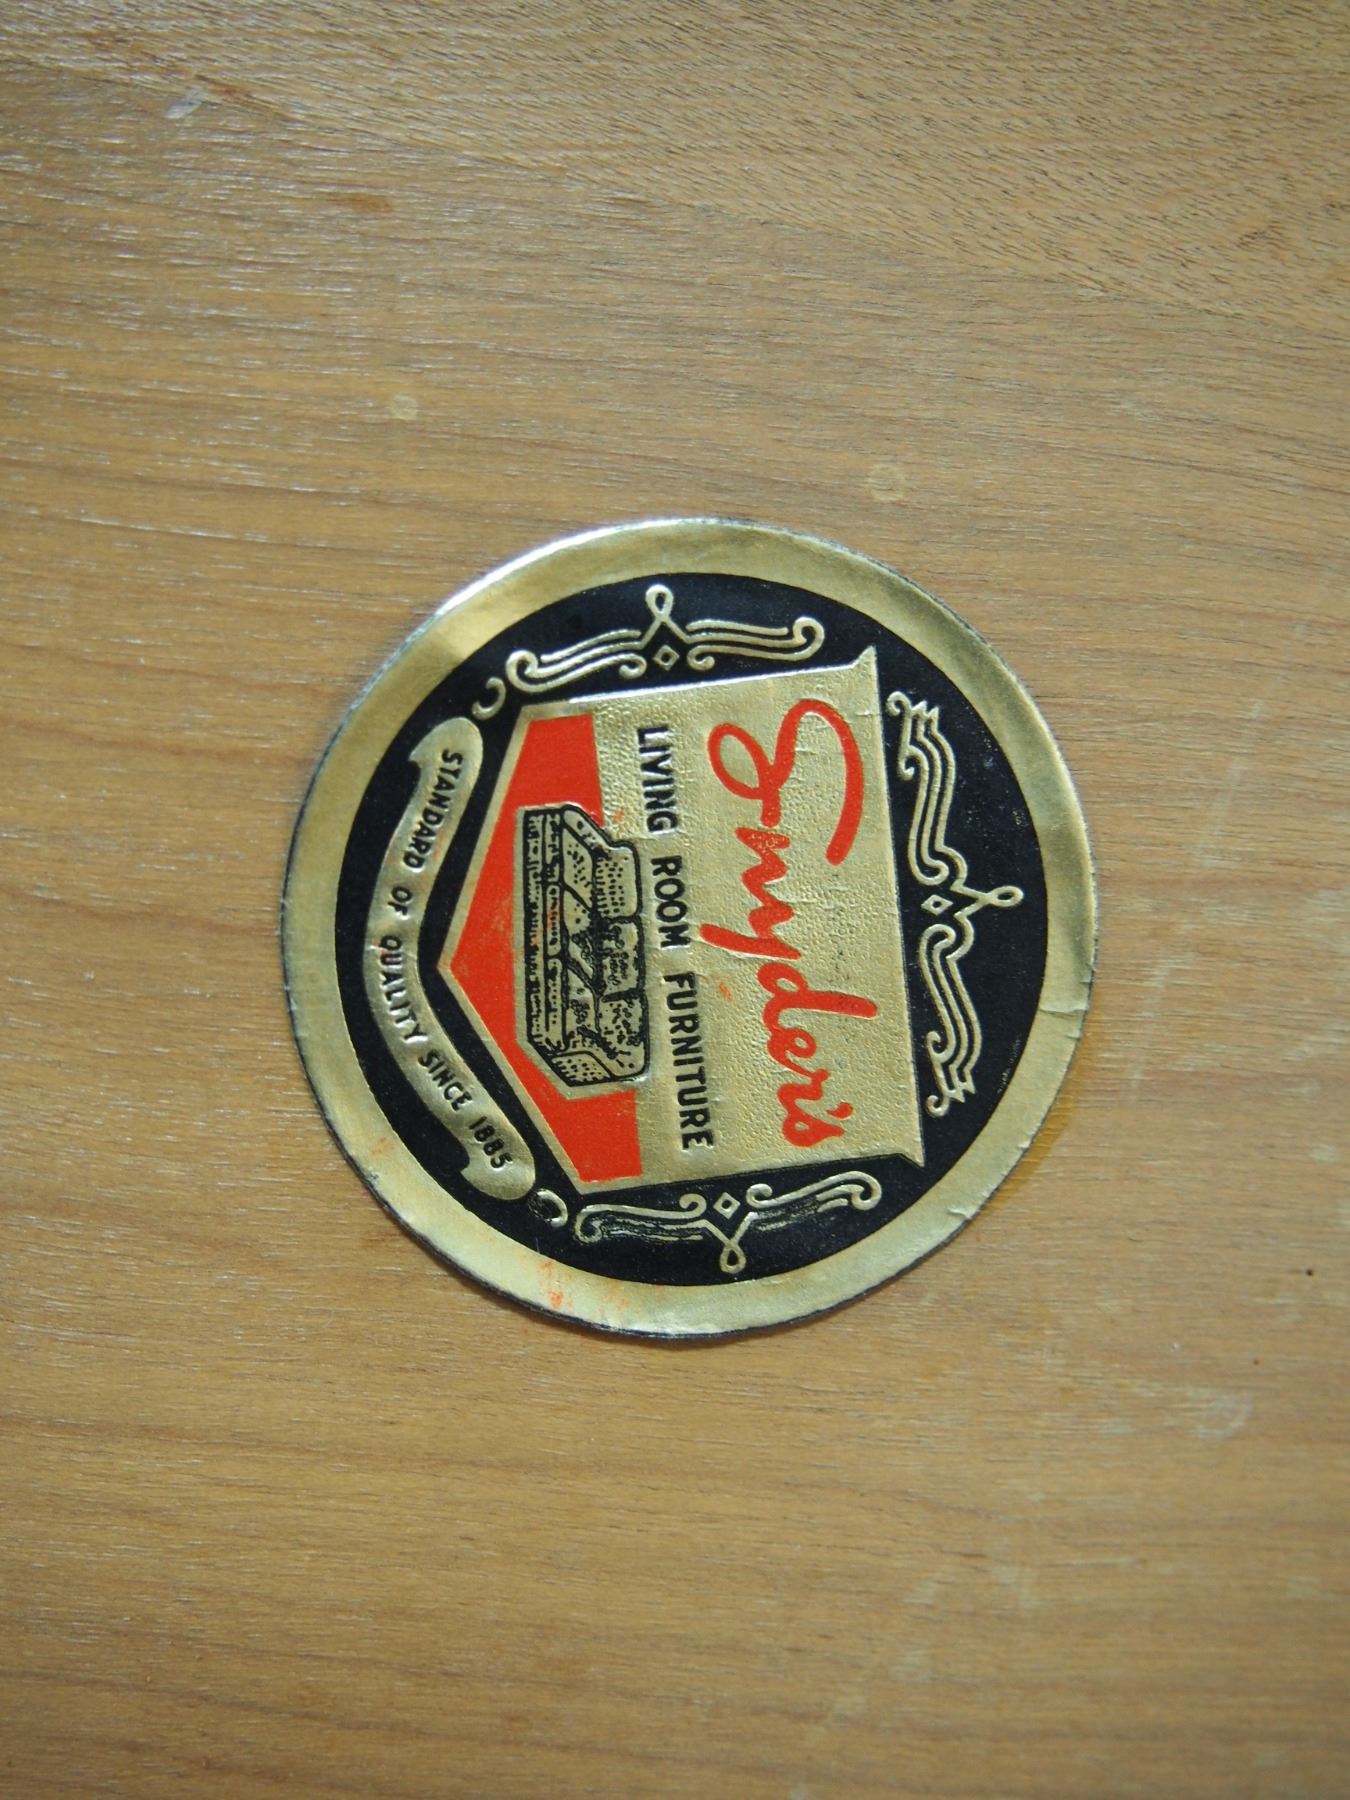 Snyder's
LIVING ROOM FURNITURE
STANDARD OF QUALITY SINCE 1885